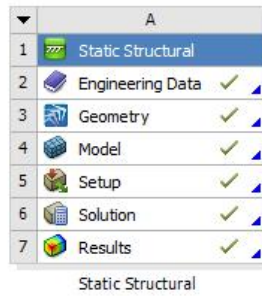 A
1 Static Structural
2 Engineering Data
3 Geometry
4 Model
5 Setup
6 Solution
7 Results
Static Structural